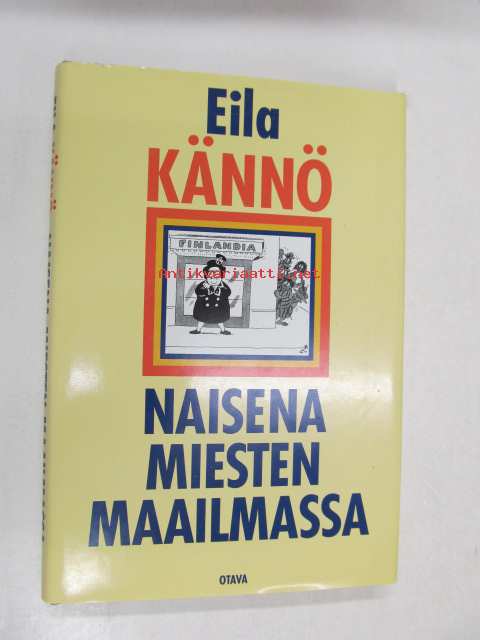 Eila
KÄNNÖ
FINLANDIA
Antikvariaatti.net
NAISENA
MIESTEN
MAAILMASSA
OTAVA